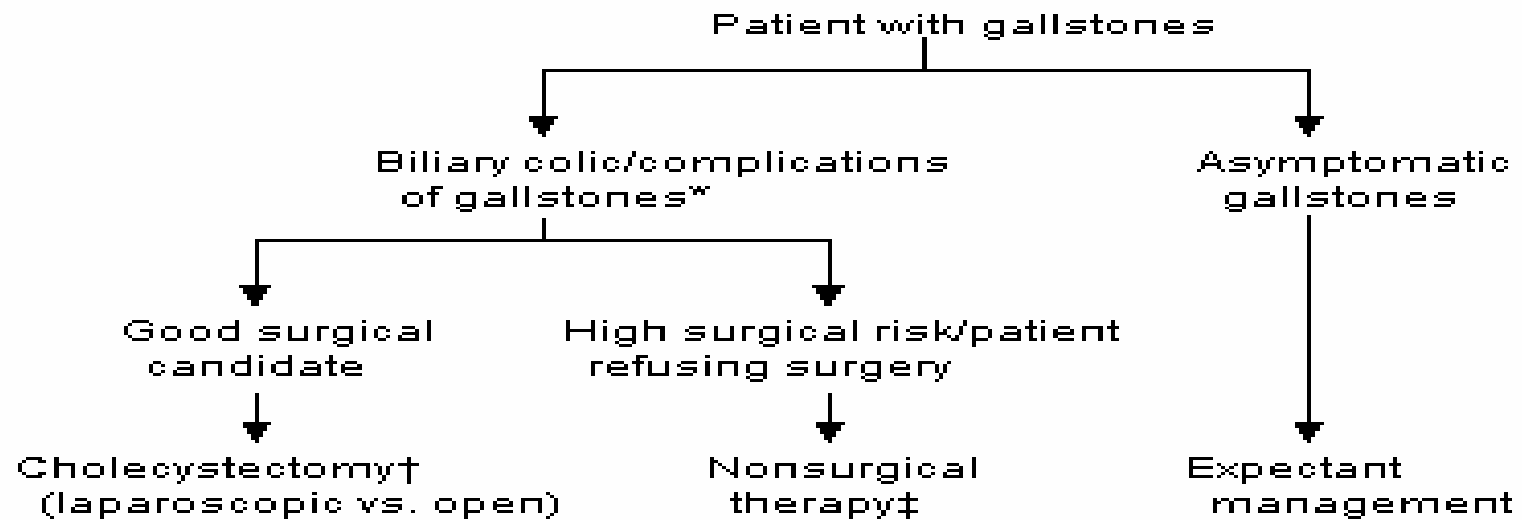 Patient with gallstones
Biliary colic/complications
of gallstones*
Asymptomatic
gallstones
Good surgical
candidate
High surgical risk/patient
refusing surgery
Cholecystectomy†
(laparoscopic vs. open)
Nonsurgical
therapy‡
Expectant
management